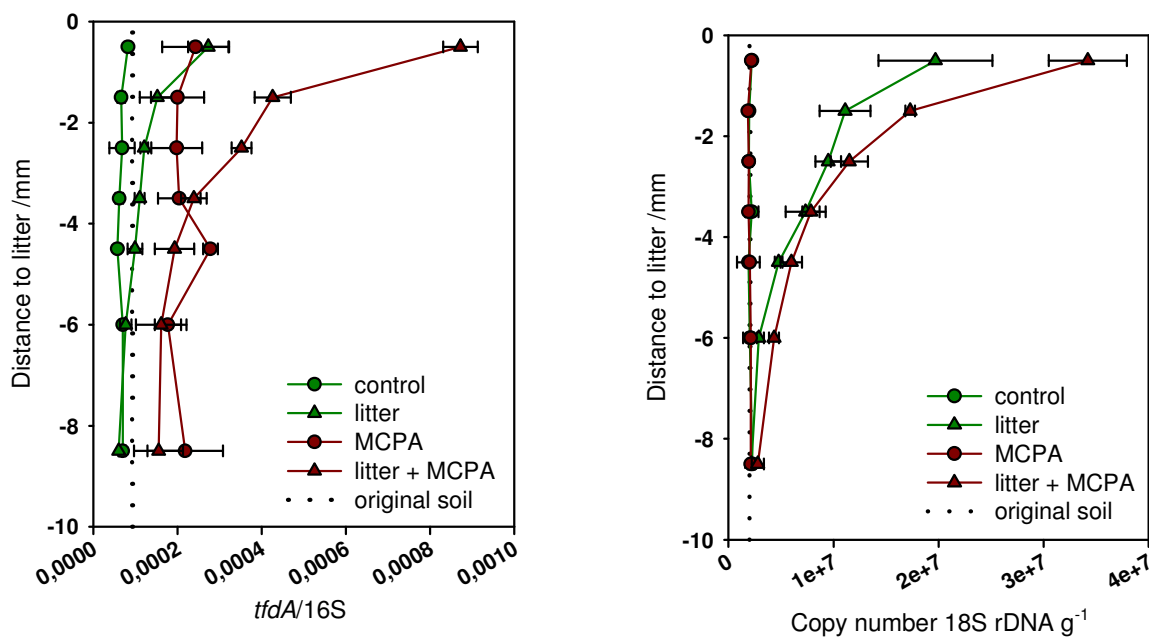 0
-2
-4
-6
-8
-10
Distance to litter /mm
control
litter
MCPA
litter + MCPA
original soil
0,0000
0,0002
0,0004
0,0006
0,0008
0,0010
tfdA/16S
0
-2
-4
-6
-8
-10
Distance to litter /mm
control
litter
MCPA
litter + MCPA
original soil
0
1e+7
2e+7
3e+7
4e+7
Copy number 18S rDNA g⁻¹